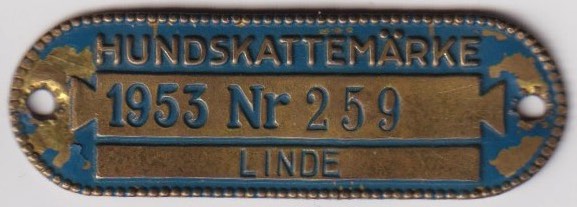 HUNDSKATTEMÄRKE
1953 Nr 259
LINDE